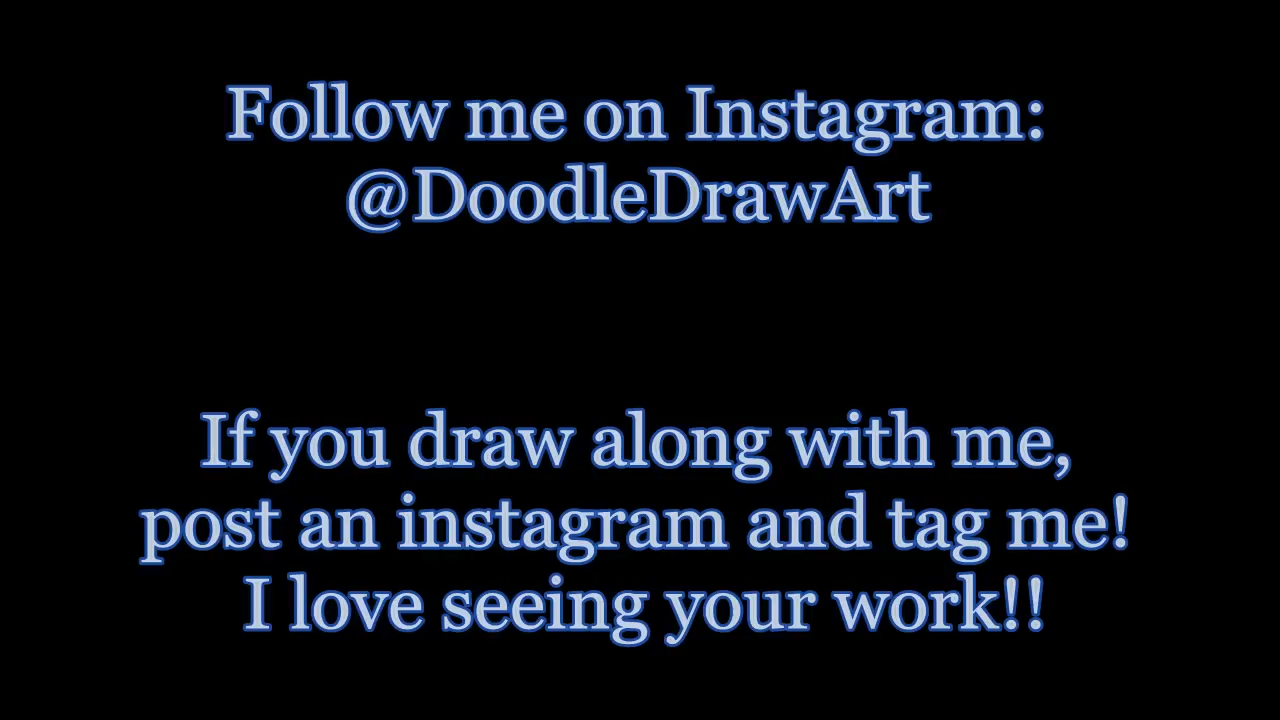 Follow me on Instagram:
@DoodleDrawArt
If you draw along with me,
post an instagram and tag me!
I love seeing your work!!